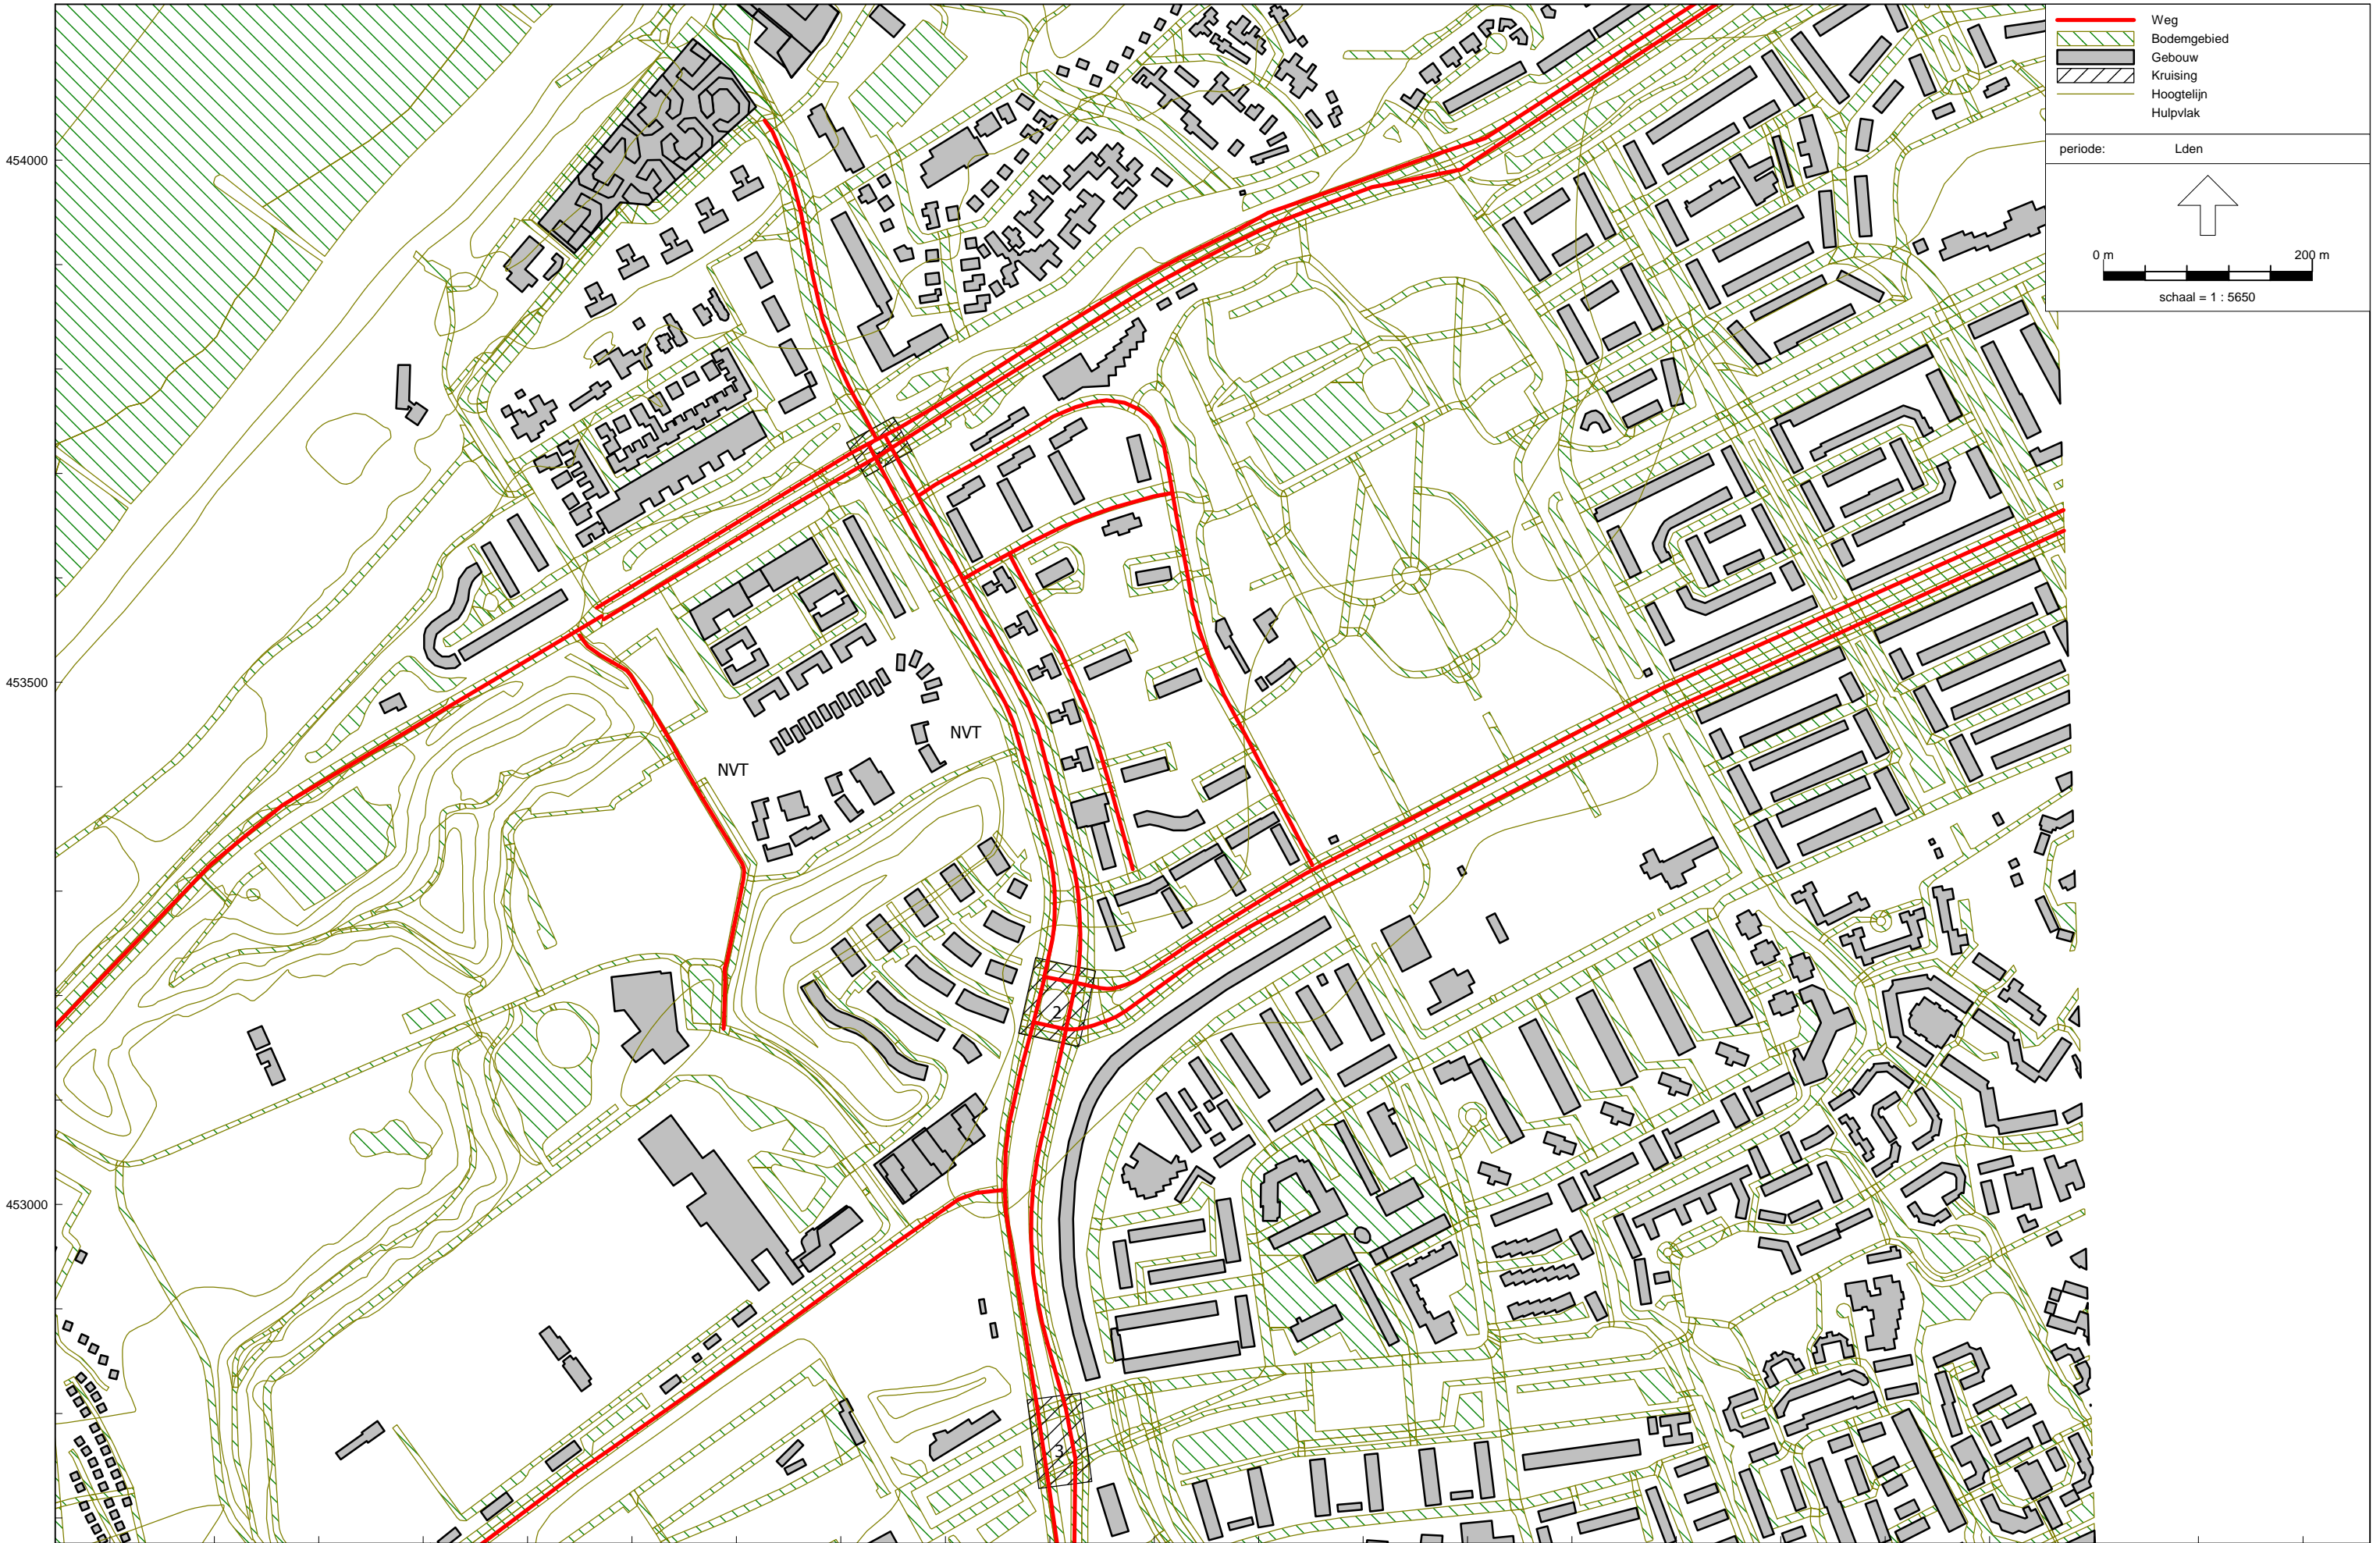 Weg
Bodemgebied
Gebouw
Kruising
Hoogtelijn
Hulpvlak
periode: Lden
0 m 200 m
schaal = 1 : 5650
454000
453500
453000
NVT
NVT
2
3